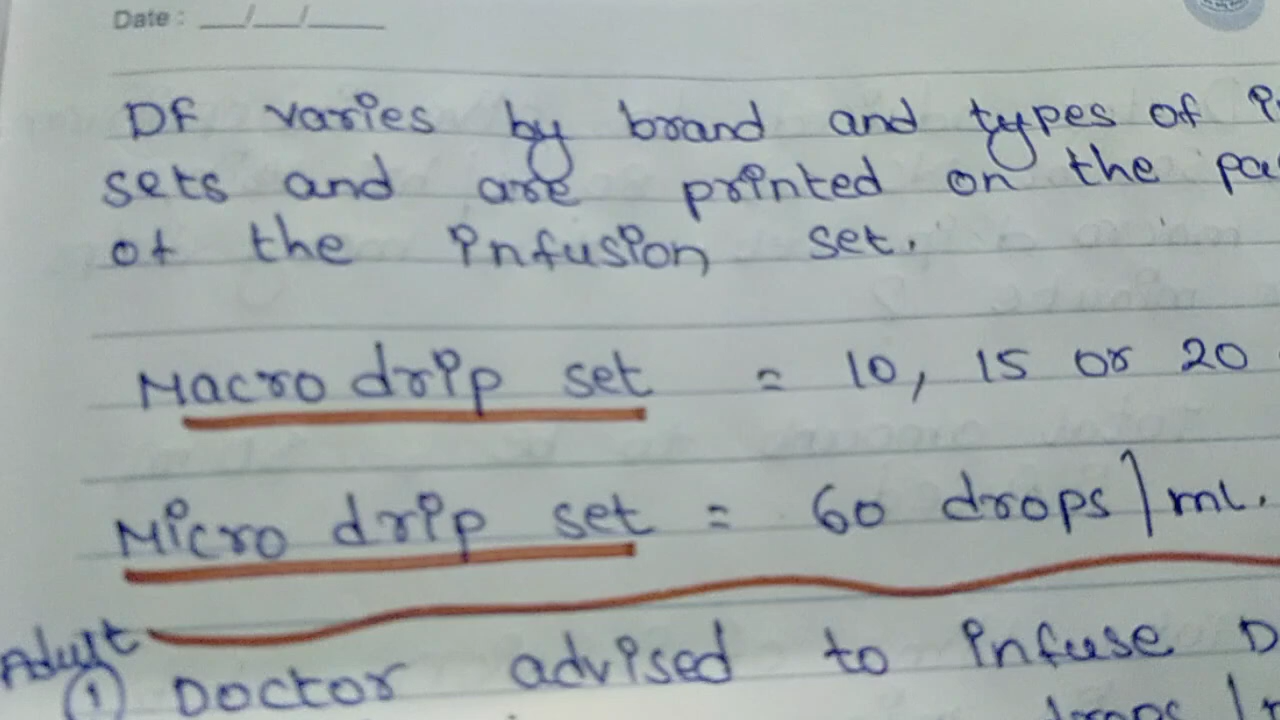 Date : __/__/____
DF varies by brand and types of
sets and are printed on the
of the infusion set.
Macro drip set = 10, 15 or 20
Micro drip set = 60 drops/ml.
Adult
① Doctor advised to infuse D
drops /